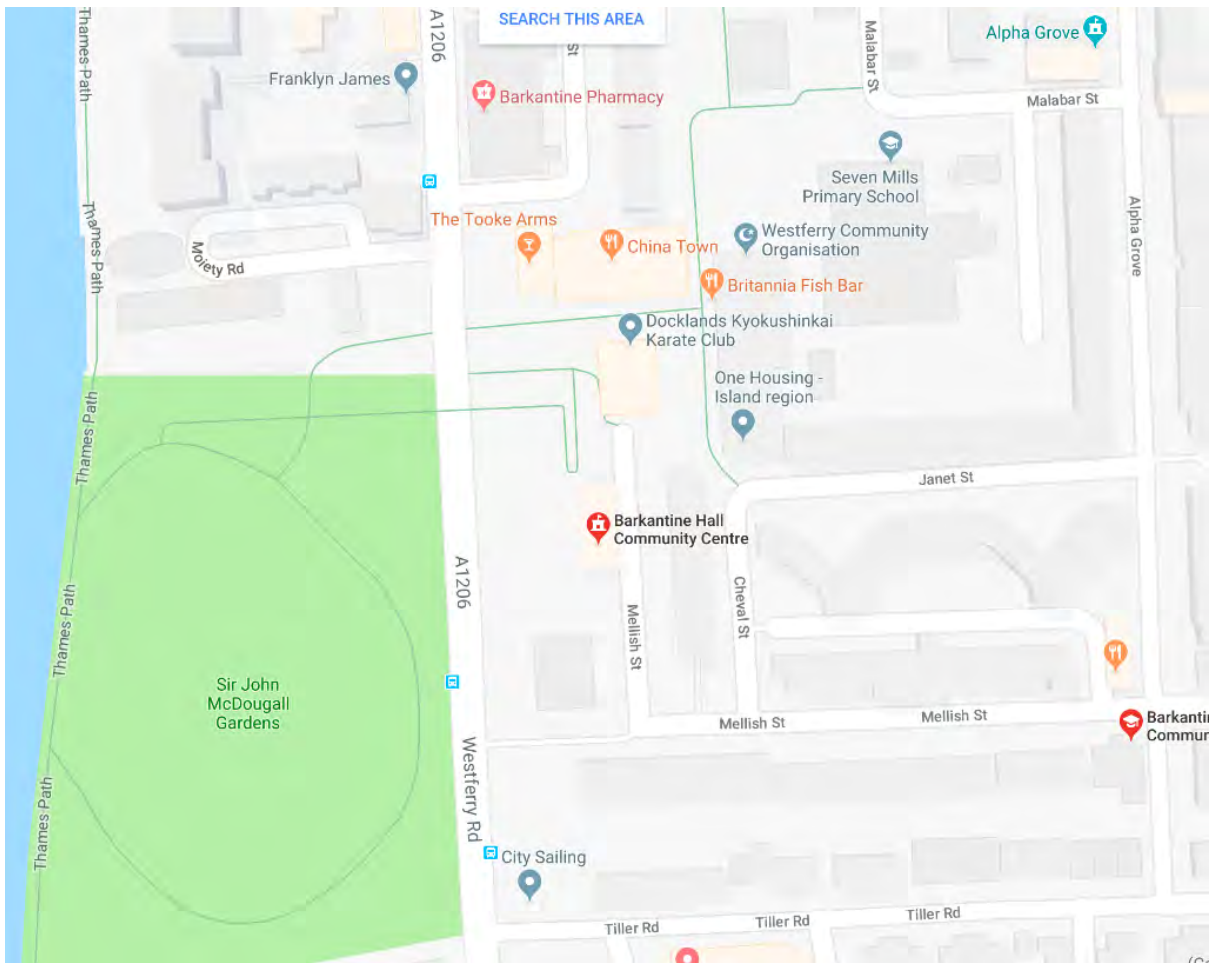 SEARCH THIS AREA
A1206
St
Malabar St
Alpha Grove
Thames Path
Franklyn James
Barkantine Pharmacy
Malabar St
Seven Mills
Primary School
Thames Path
The Tooke Arms
China Town
Westferry Community
Organisation
Alpha Grove
Moiety Rd
Britannia Fish Bar
Docklands Kyokushinkai
Karate Club
One Housing -
Island region
Thames Path
Janet St
Barkantine Hall
Community Centre
A1206
Cheval St
Mellish St
Thames Path
Sir John
McDougall
Gardens
Mellish St
Mellish St
Barkanti
Commun
Westferry Rd
Thames Path
City Sailing
Tiller Rd
Tiller Rd
Tiller Rd